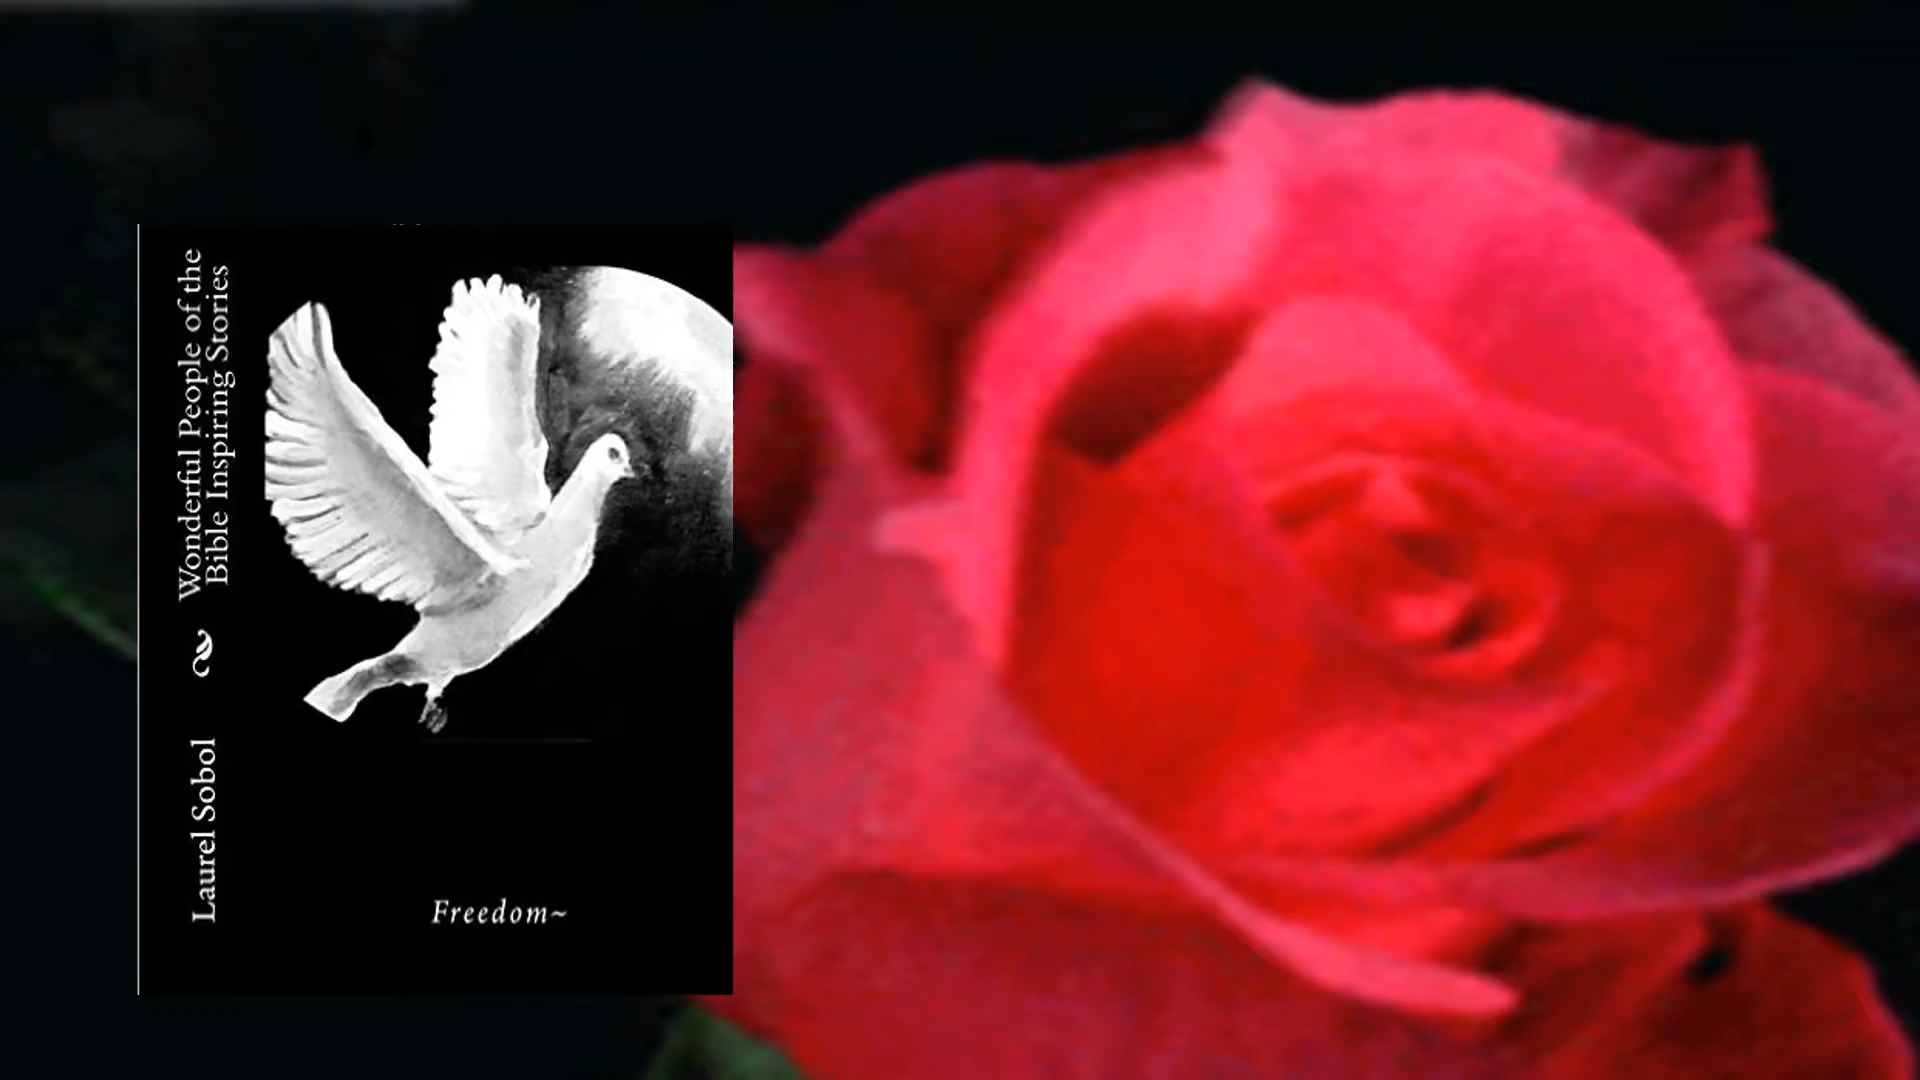 Wonderful People of the
Bible Inspiring Stories
Laurel Sobol
Freedom~